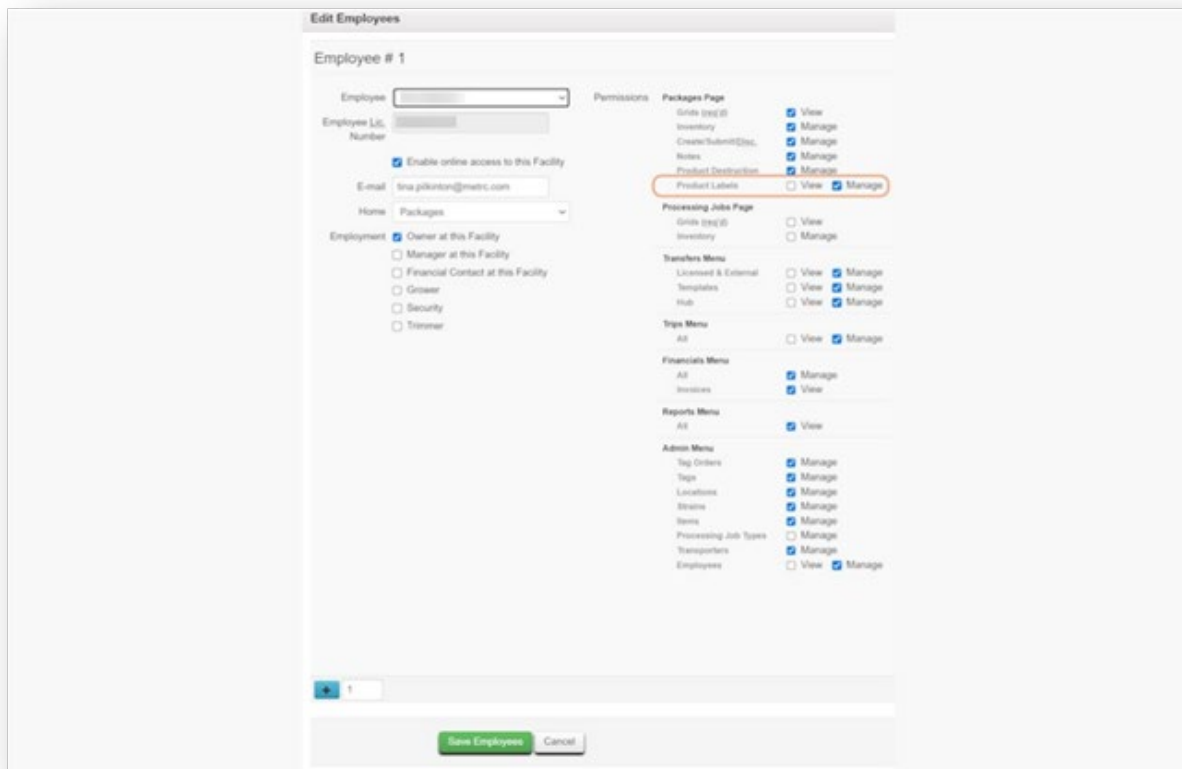 Edit Employees
Employee # 1
Employee
Employee Lic. Number
Enable online access to this Facility
E-mail tina.pilkinton@metrc.com
Home Packages
Employment Owner at this Facility
Manager at this Facility
Financial Contact at this Facility
Grower
Security
Trimmer
Permissions
Packages Page
Grids (req'd) View
Inventory Manage
Create/Submit/Disc. Manage
Notes Manage
Product Destruction Manage
Product Labels View Manage
Processing Jobs Page
Grids (req'd) View
Inventory Manage
Transfers Menu
Licensed & External View Manage
Templates View Manage
Hub View Manage
Trips Menu
All View Manage
Financials Menu
All Manage
Invoices View
Reports Menu
All View
Admin Menu
Tag Orders Manage
Tags Manage
Locations Manage
Strains Manage
Items Manage
Processing Job Types Manage
Transporters Manage
Employees View Manage
+ 1
Save Employees Cancel